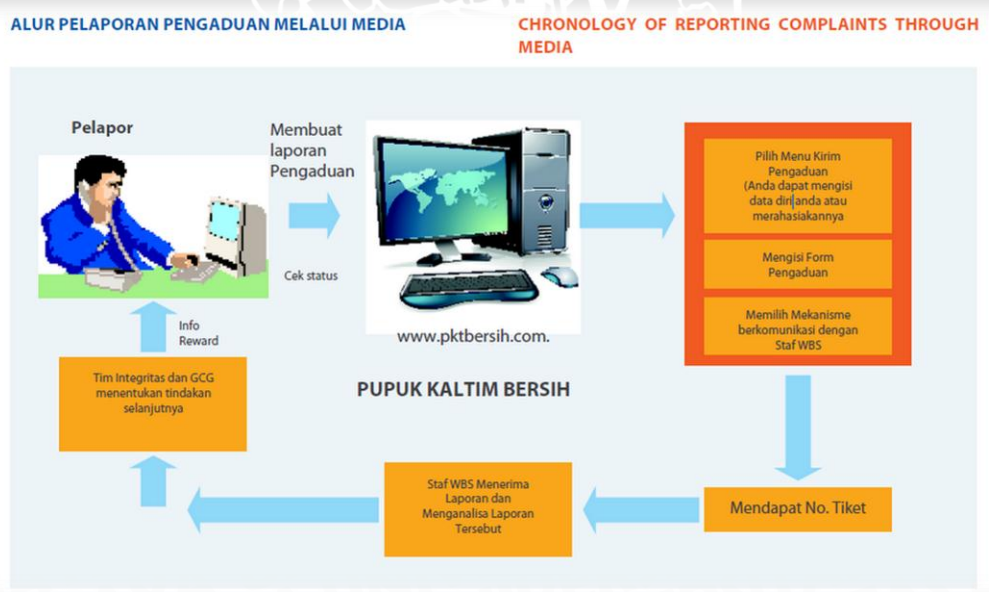 ALUR PELAPORAN PENGADUAN MELALUI MEDIA
CHRONOLOGY OF REPORTING COMPLAINTS THROUGH
MEDIA
Pelapor
Membuat
laporan
Pengaduan
Cek status
www.pktbersih.com.
PUPUK KALTIM BERSIH
Pilih Menu Kirim
Pengaduan
(Anda dapat mengisi
data diri anda atau
merahasiakannya
Mengisi Form
Pengaduan
Memilih Mekanisme
berkomunikasi dengan
Staf WBS
Mendapat No. Tiket
Staf WBS Menerima
Laporan dan
Menganalisa Laporan
Tersebut
Tim Integritas dan GCG
menentukan tindakan
selanjutnya
Info
Reward